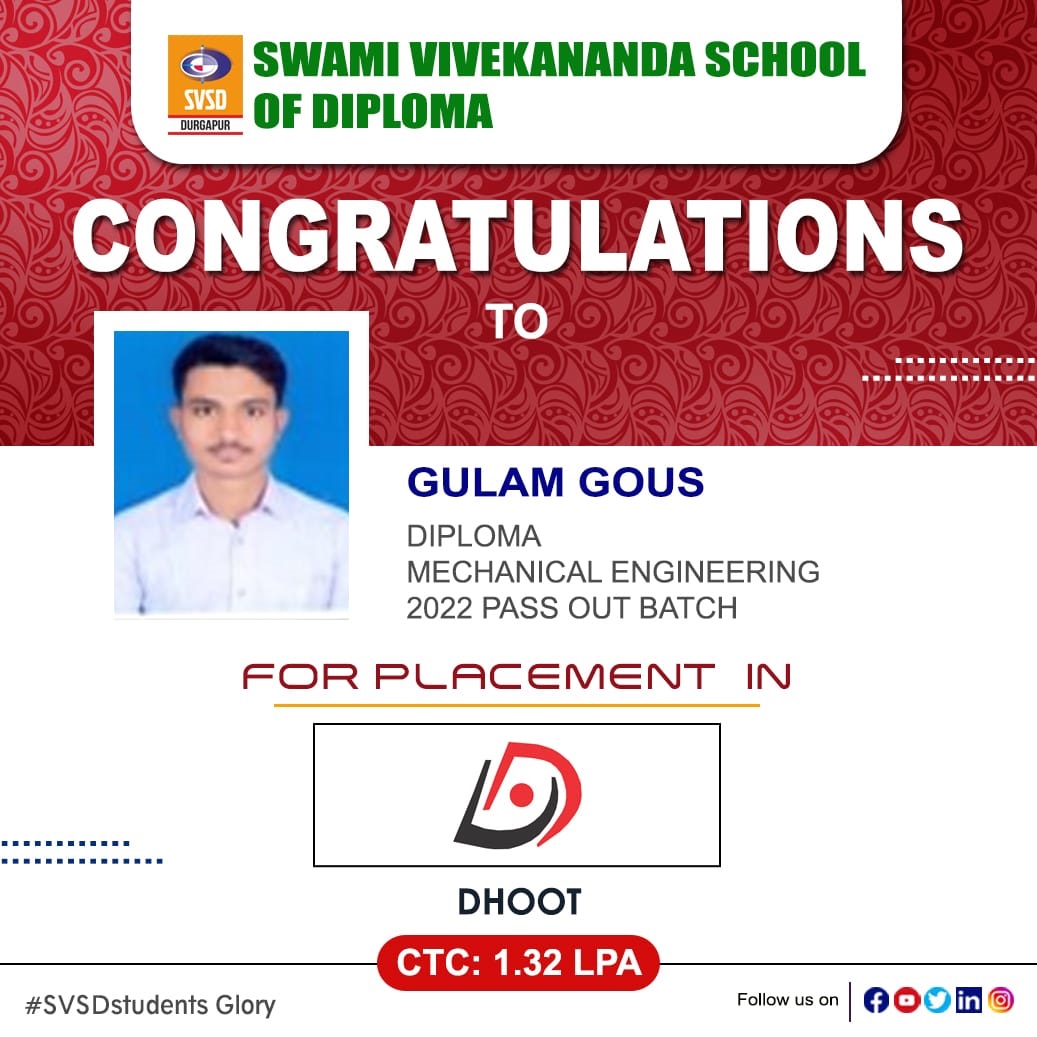 SVSD
DURGAPUR
SWAMI VIVEKANANDA SCHOOL
OF DIPLOMA
CONGRATULATIONS
TO
GULAM GOUS
DIPLOMA
MECHANICAL ENGINEERING
2022 PASS OUT BATCH
FOR PLACEMENT IN
DHOOT
CTC: 1.32 LPA
#SVSDstudents Glory
Follow us on